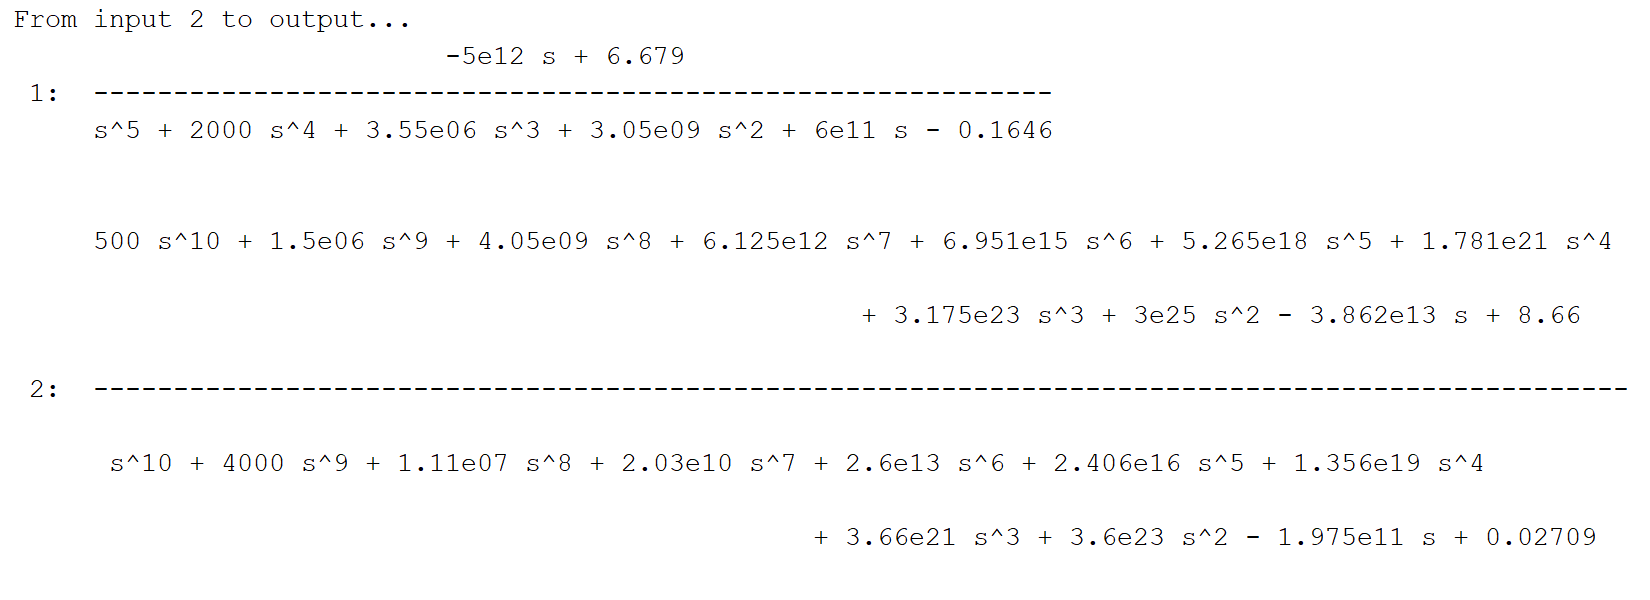 From input 2 to output...
-5e12 s + 6.679
1: ------------------------------------------------------------
s^5 + 2000 s^4 + 3.55e06 s^3 + 3.05e09 s^2 + 6e11 s - 0.1646
500 s^10 + 1.5e06 s^9 + 4.05e09 s^8 + 6.125e12 s^7 + 6.951e15 s^6 + 5.265e18 s^5 + 1.781e21 s^4
+ 3.175e23 s^3 + 3e25 s^2 - 3.862e13 s + 8.66
2: ------------------------------------------------------------------------------------------------
s^10 + 4000 s^9 + 1.11e07 s^8 + 2.03e10 s^7 + 2.6e13 s^6 + 2.406e16 s^5 + 1.356e19 s^4
+ 3.66e21 s^3 + 3.6e23 s^2 - 1.975e11 s + 0.02709